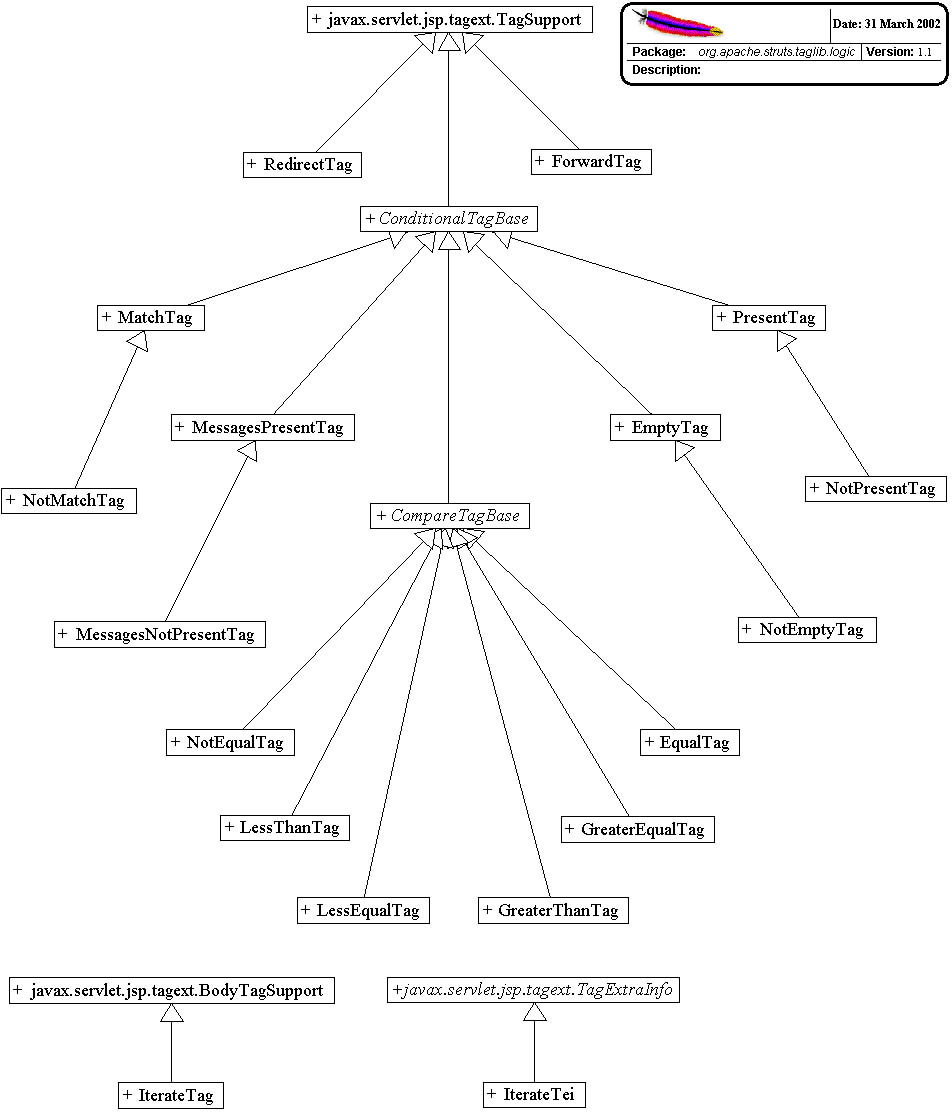 + javax.servlet.jsp.tagext.TagSupport
Date: 31 March 2002
Package: org.apache.struts.taglib.logic Version: 1.1
Description:
+ RedirectTag
+ ForwardTag
+ ConditionalTagBase
+ MatchTag
+ PresentTag
+ MessagesPresentTag
+ EmptyTag
+ NotMatchTag
+ NotPresentTag
+ CompareTagBase
+ MessagesNotPresentTag
+ NotEmptyTag
+ NotEqualTag
+ EqualTag
+ LessThanTag
+ GreaterEqualTag
+ LessEqualTag
+ GreaterThanTag
+ javax.servlet.jsp.tagext.BodyTagSupport
+javax.servlet.jsp.tagext.TagExtraInfo
+ IterateTag
+ IterateTei